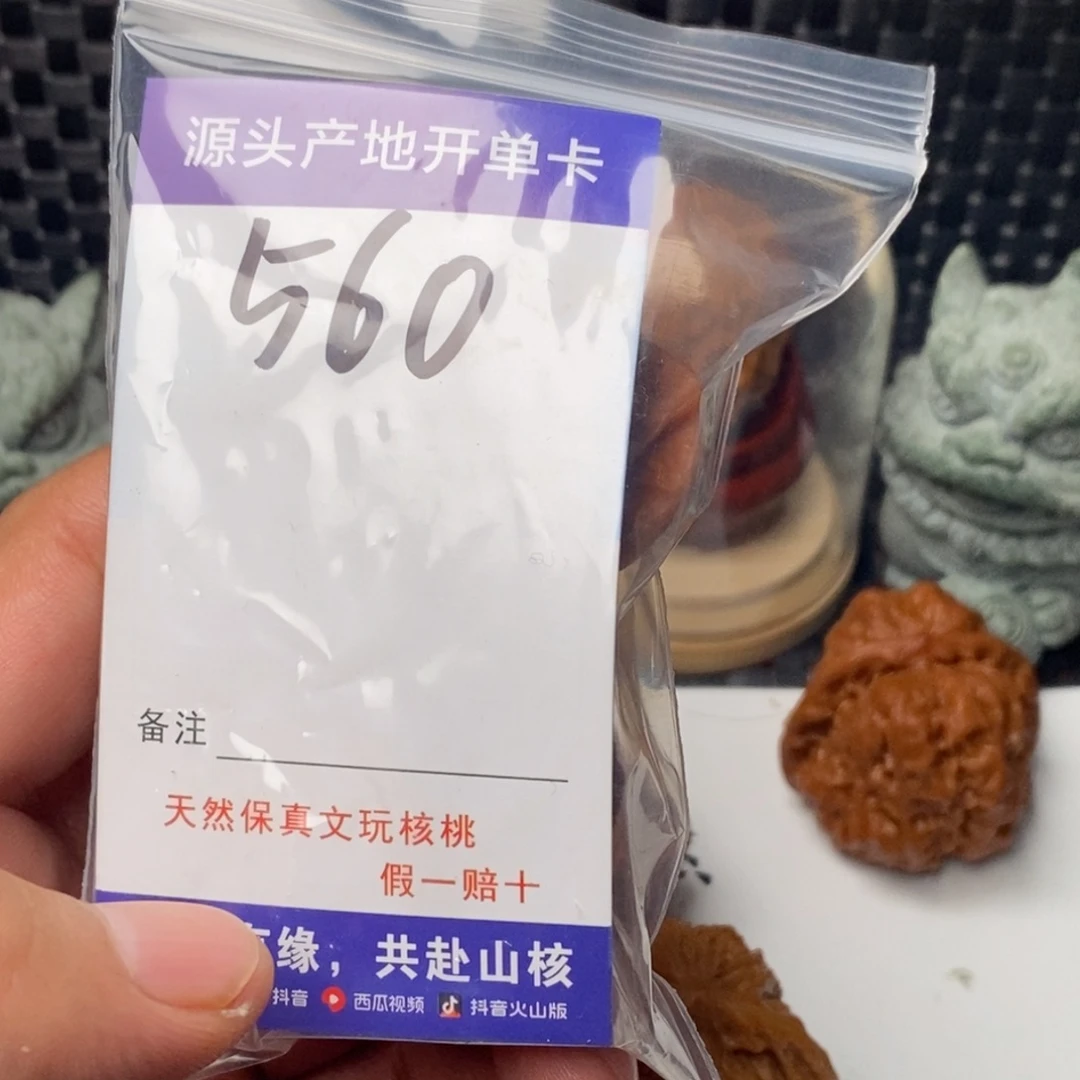 源头产地开单卡
560
备注
天然保真文玩核桃
假一赔十
缘，共赴山核
抖音 西瓜视频 抖音火山版